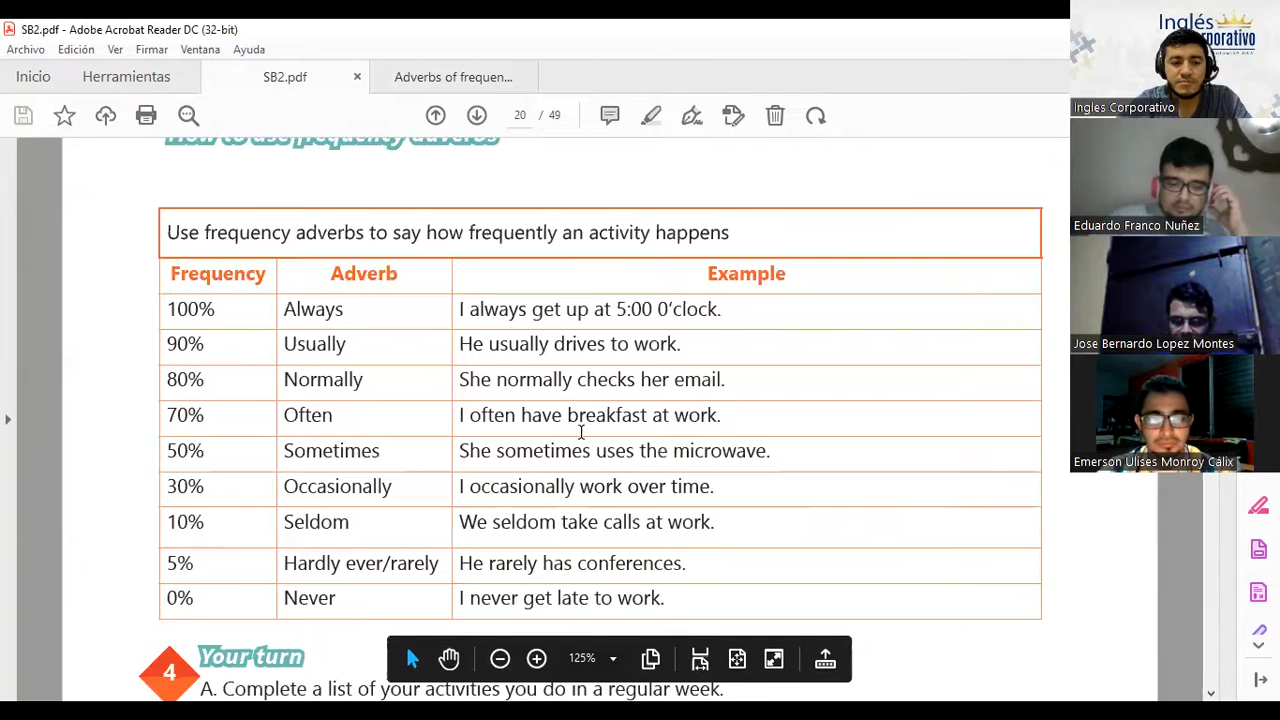 SB2.pdf - Adobe Acrobat Reader DC (32-bit)
Archivo Edición Ver Firmar Ventana Ayuda
Inicio Herramientas SB2.pdf × Adverbs of frequen...
20 / 49
How to use frequency adverbs
Use frequency adverbs to say how frequently an activity happens
Frequency Adverb Example
100% Always I always get up at 5:00 0’clock.
90% Usually He usually drives to work.
80% Normally She normally checks her email.
70% Often I often have breakfast at work.
50% Sometimes She sometimes uses the microwave.
30% Occasionally I occasionally work over time.
10% Seldom We seldom take calls at work.
5% Hardly ever/rarely He rarely has conferences.
0% Never I never get late to work.
4 Your turn
A. Complete a list of your activities you do in a regular week.
125%
Inglés
Corporativo
Ingles Corporativo
Eduardo Franco Nuñez
Jose Bernardo Lopez Montes
Emerson Ulises Monroy Cálix